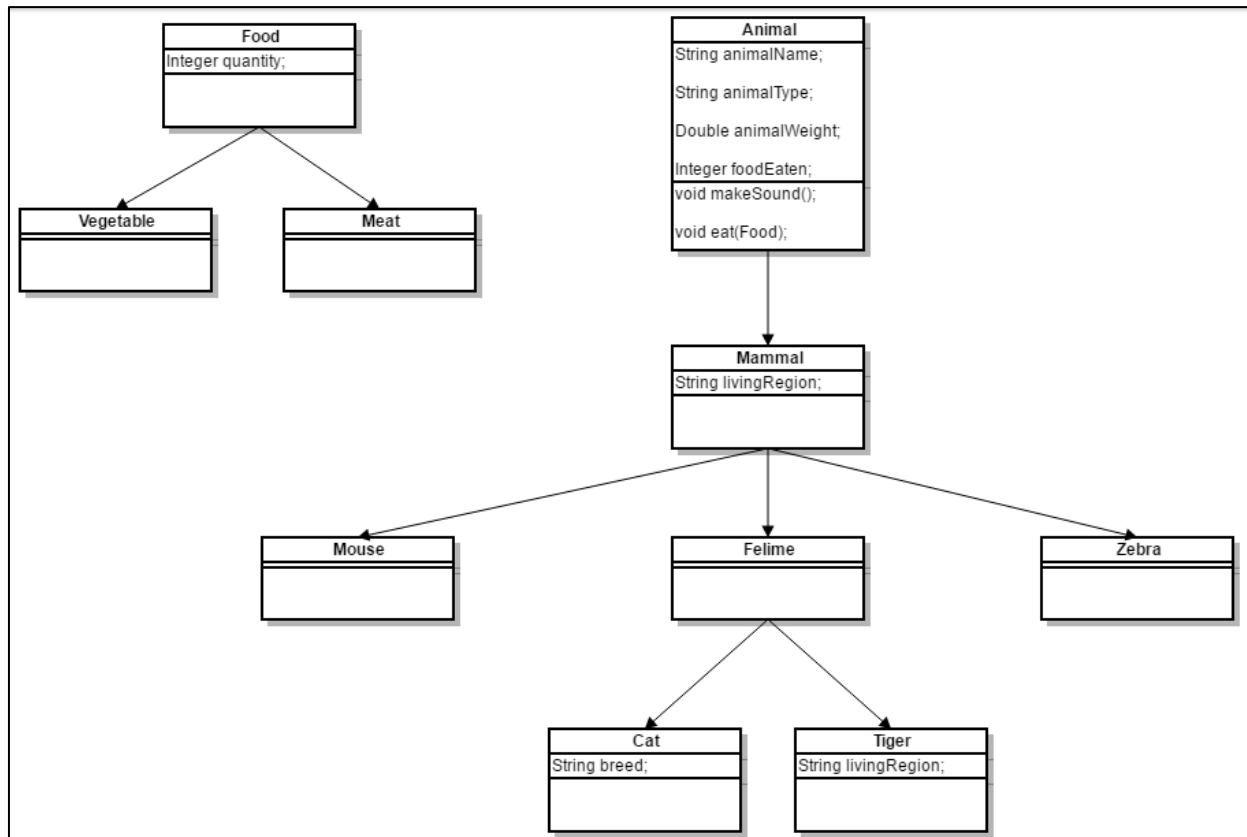 Food
Integer quantity;
Animal
String animalName;
String animalType;
Double animalWeight;
Integer foodEaten;
void makeSound();
void eat(Food);
Vegetable
Meat
Mammal
String livingRegion;
Mouse
Felime
Zebra
Cat
String breed;
Tiger
String livingRegion;